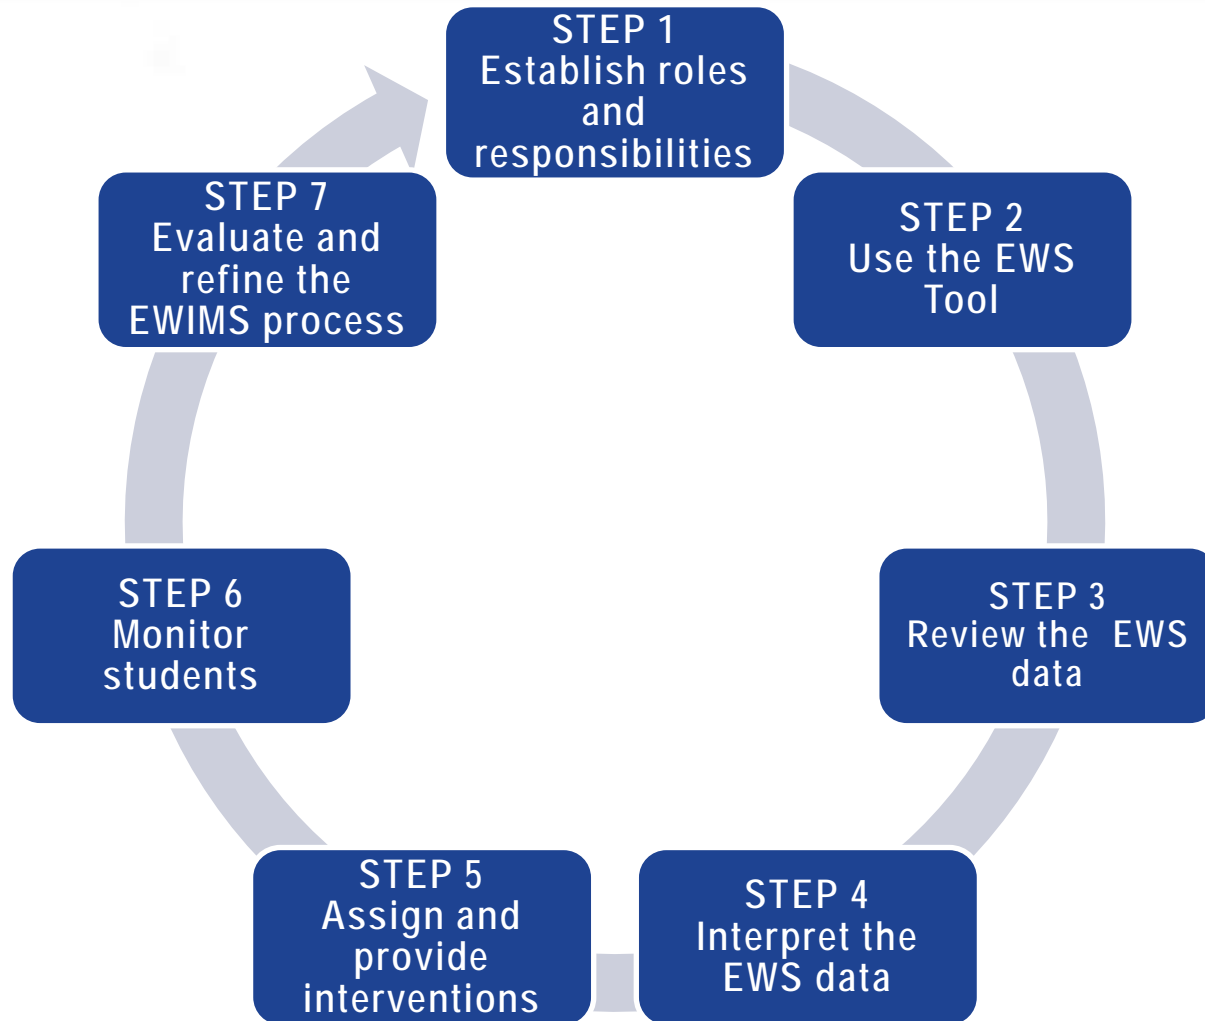 STEP 1
Establish roles
and
responsibilities
STEP 2
Use the EWS
Tool
STEP 3
Review the  EWS
data
STEP 4
Interpret the
EWS data
STEP 5
Assign and
provide
interventions
STEP 6
Monitor
students
STEP 7
Evaluate and
refine the
EWIMS process